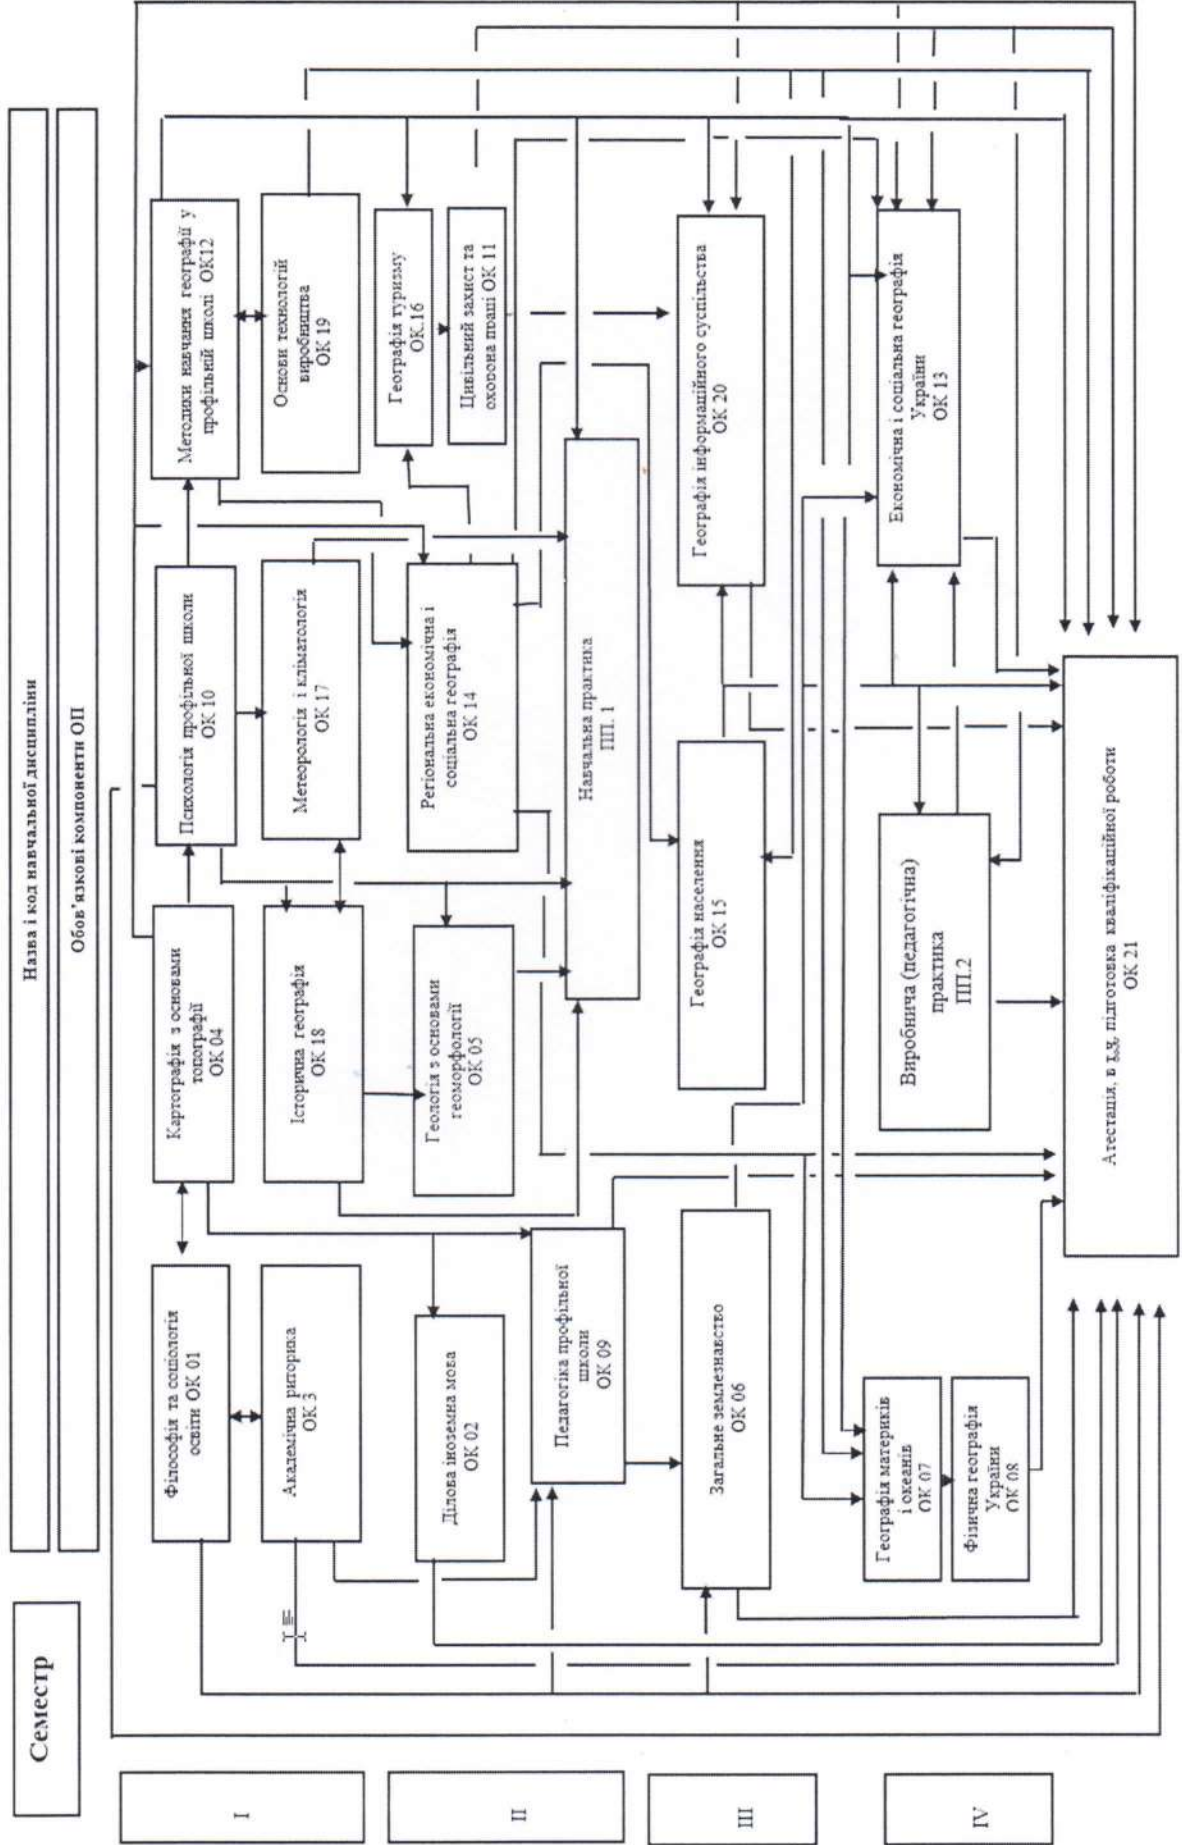 Семестр
Назва і код навчальної дисципліни
Обов’язкові компоненти ОП
I
Філософія та соціологія
освіти ОК 01
Картографія з основами
топографії
ОК 04
Психологія профільної школи
ОК 10
Методики навчання географії у
профільній школі ОК12
Академічна риторика
ОК 3
Історична географія
ОК 18
Метеорологія і кліматологія
ОК 17
Основи технологій
виробництва
ОК 19
II
Ділова іноземна мова
ОК 02
Геологія з основами
геоморфології
ОК 05
Регіональна економічна і
соціальна географія
ОК 14
Географія туризму
ОК.16
Цивільний захист та
охорона праці ОК 11
Педагогіка профільної
школи
ОК 09
Навчальна практика
ПП. 1
III
Загальне землезнавство
ОК 06
Географія населення
ОК 15
Географія інформаційного суспільства
ОК 20
IV
Географія материків
і океанів
ОК 07
Фізична географія
України
ОК 08
Виробнича (педагогічна)
практика
ПП.2
Економічна і соціальна географія
України
ОК 13
Атестація, в т.ч. підготовка кваліфікаційної роботи
ОК 21